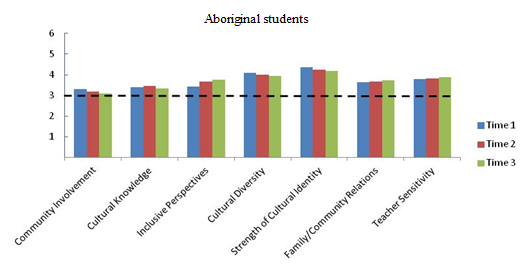 Aboriginal students
6
5
4
3
2
1
Community Involvement
Cultural Knowledge
Inclusive Perspectives
Cultural Diversity
Strength of Cultural Identity
Family/Community Relations
Teacher Sensitivity
Time 1
Time 2
Time 3